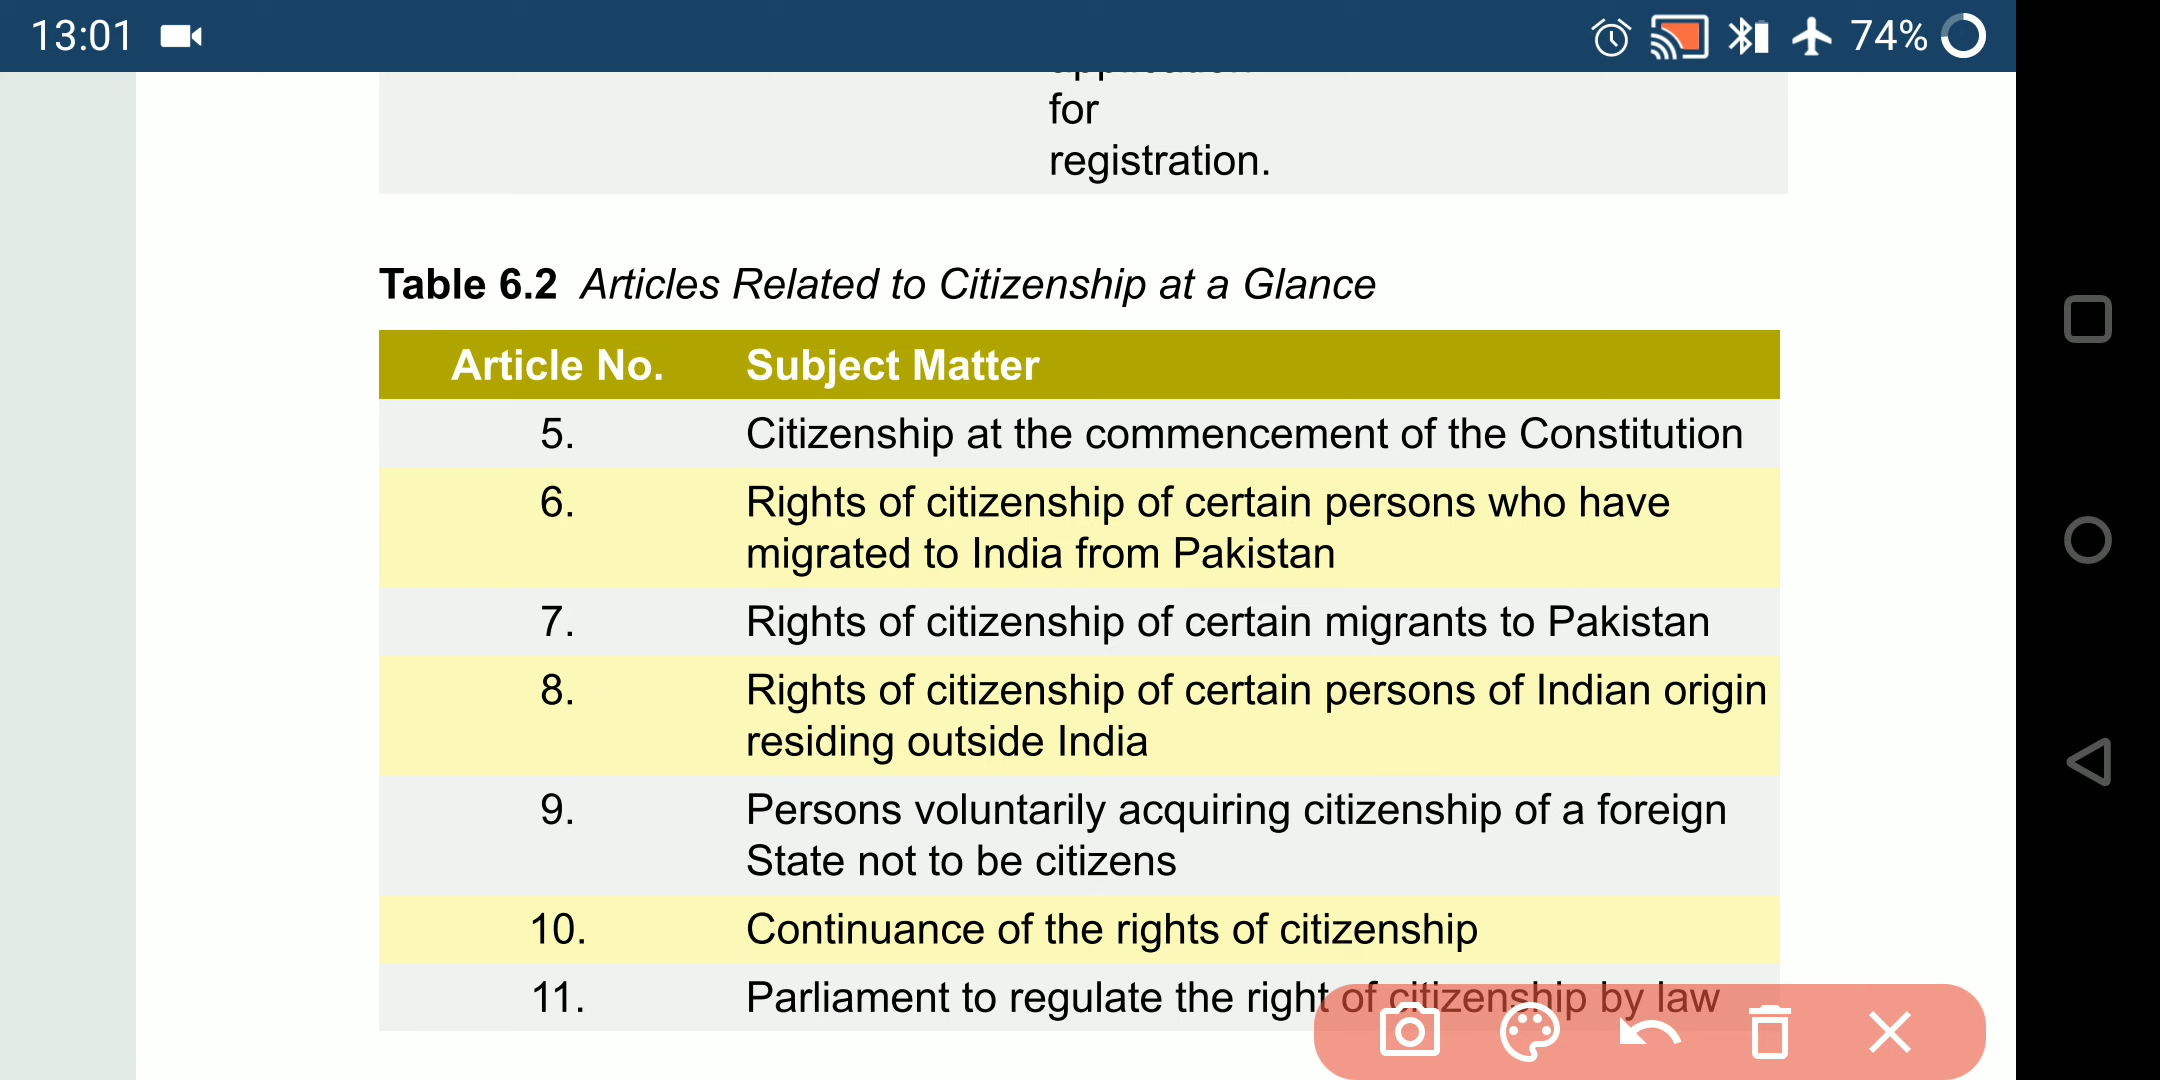 13:01
74%
for
registration.
Table 6.2 Articles Related to Citizenship at a Glance
Article No. Subject Matter
5. Citizenship at the commencement of the Constitution
6. Rights of citizenship of certain persons who have
migrated to India from Pakistan
7. Rights of citizenship of certain migrants to Pakistan
8. Rights of citizenship of certain persons of Indian origin
residing outside India
9. Persons voluntarily acquiring citizenship of a foreign
State not to be citizens
10. Continuance of the rights of citizenship
11. Parliament to regulate the right of citizenship by law